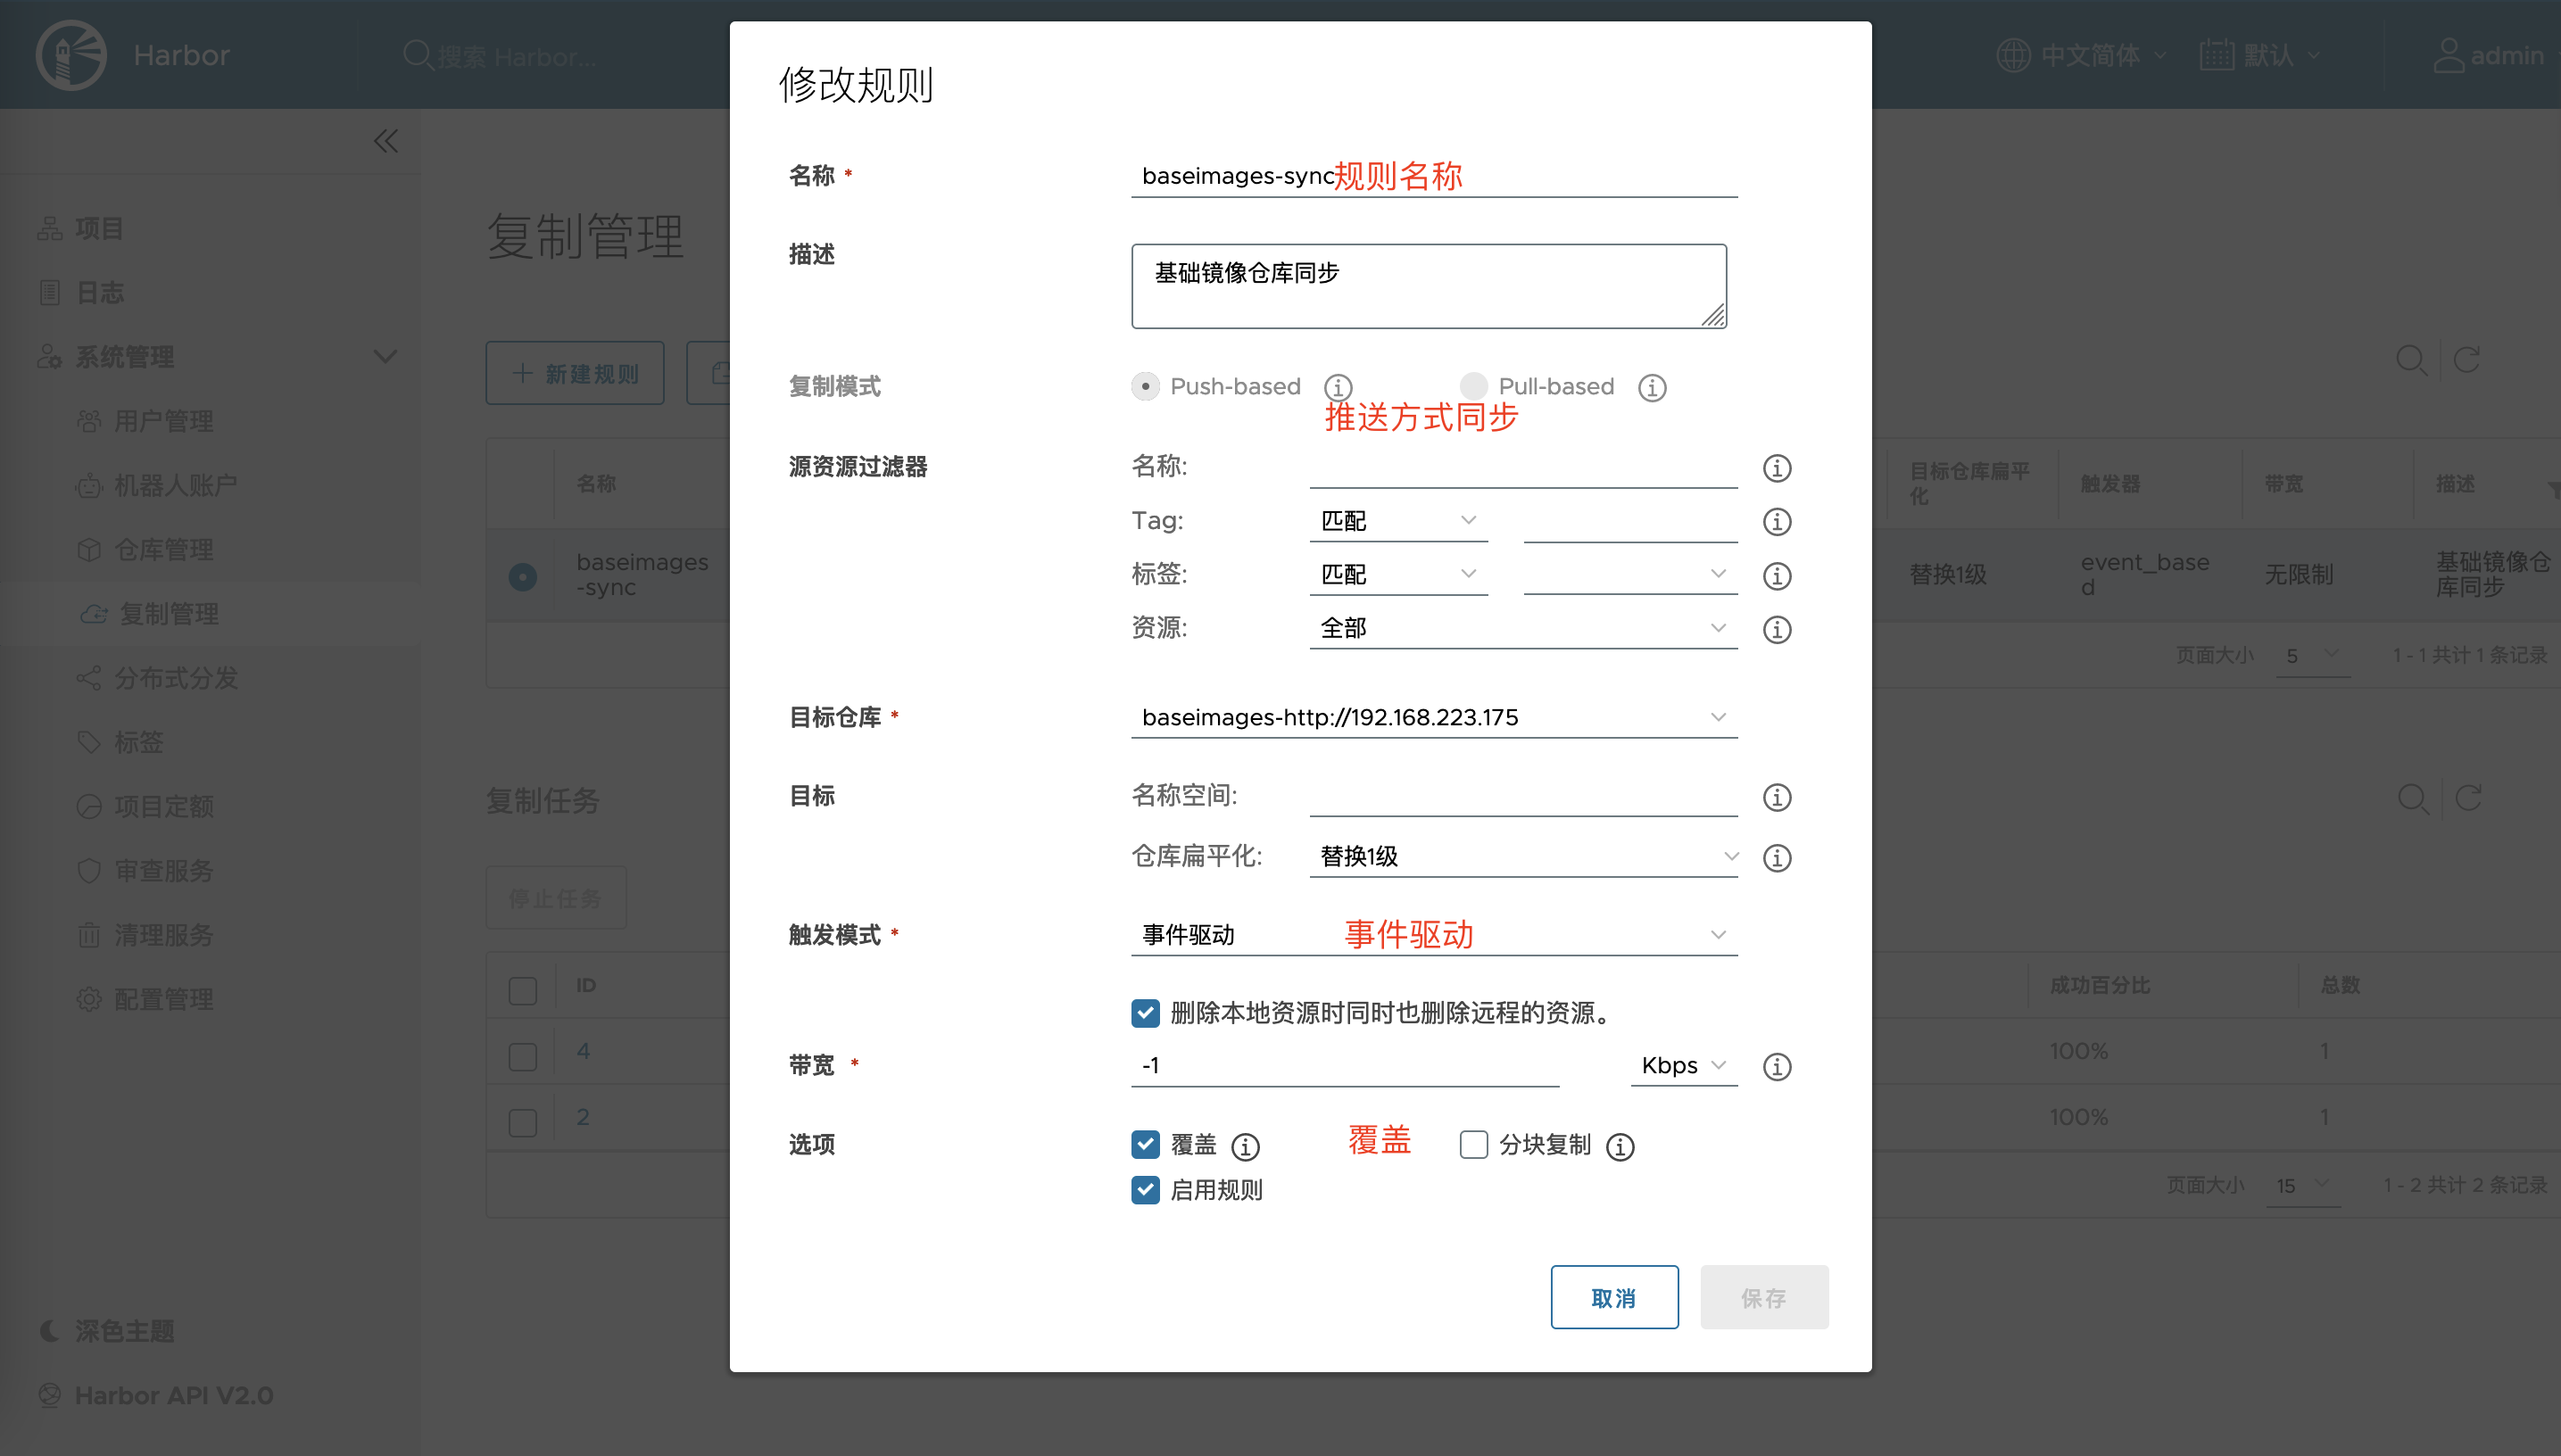 Harbor
搜索 Harbor...
中文简体
默认
admin
项目
日志
系统管理
用户管理
机器人账户
仓库管理
复制管理
分布式分发
标签
项目定额
审查服务
清理服务
配置管理
深色主题
Harbor API V2.0
复制管理
新建规则
名称
目标仓库扁平化
触发器
带宽
描述
baseimages-sync
替换1级
event_based
无限制
基础镜像仓库同步
页面大小 5 1 - 1 共计 1 条记录
复制任务
停止任务
ID
成功百分比
总数
4
100%
1
2
100%
1
页面大小 15 1 - 2 共计 2 条记录
修改规则
名称 * baseimages-sync 规则名称
描述 基础镜像仓库同步
复制模式 Push-based Pull-based
推送方式同步
源资源过滤器 名称:
Tag: 匹配
标签: 匹配
资源: 全部
目标仓库 * baseimages-http://192.168.223.175
目标 名称空间:
仓库扁平化: 替换1级
触发模式 * 事件驱动 事件驱动
删除本地资源时同时也删除远程的资源。
带宽 * -1 Kbps
选项 覆盖 覆盖 分块复制
启用规则
取消 保存